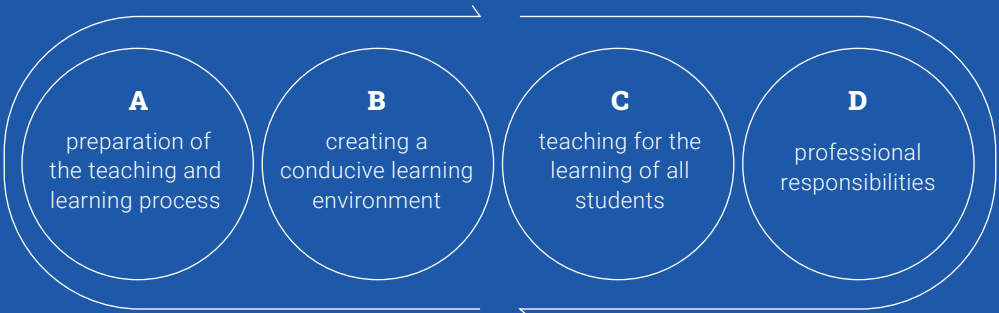 A
preparation of
the teaching and
learning process
B
creating a
conducive learning
environment
C
teaching for the
learning of all
students
D
professional
responsibilities